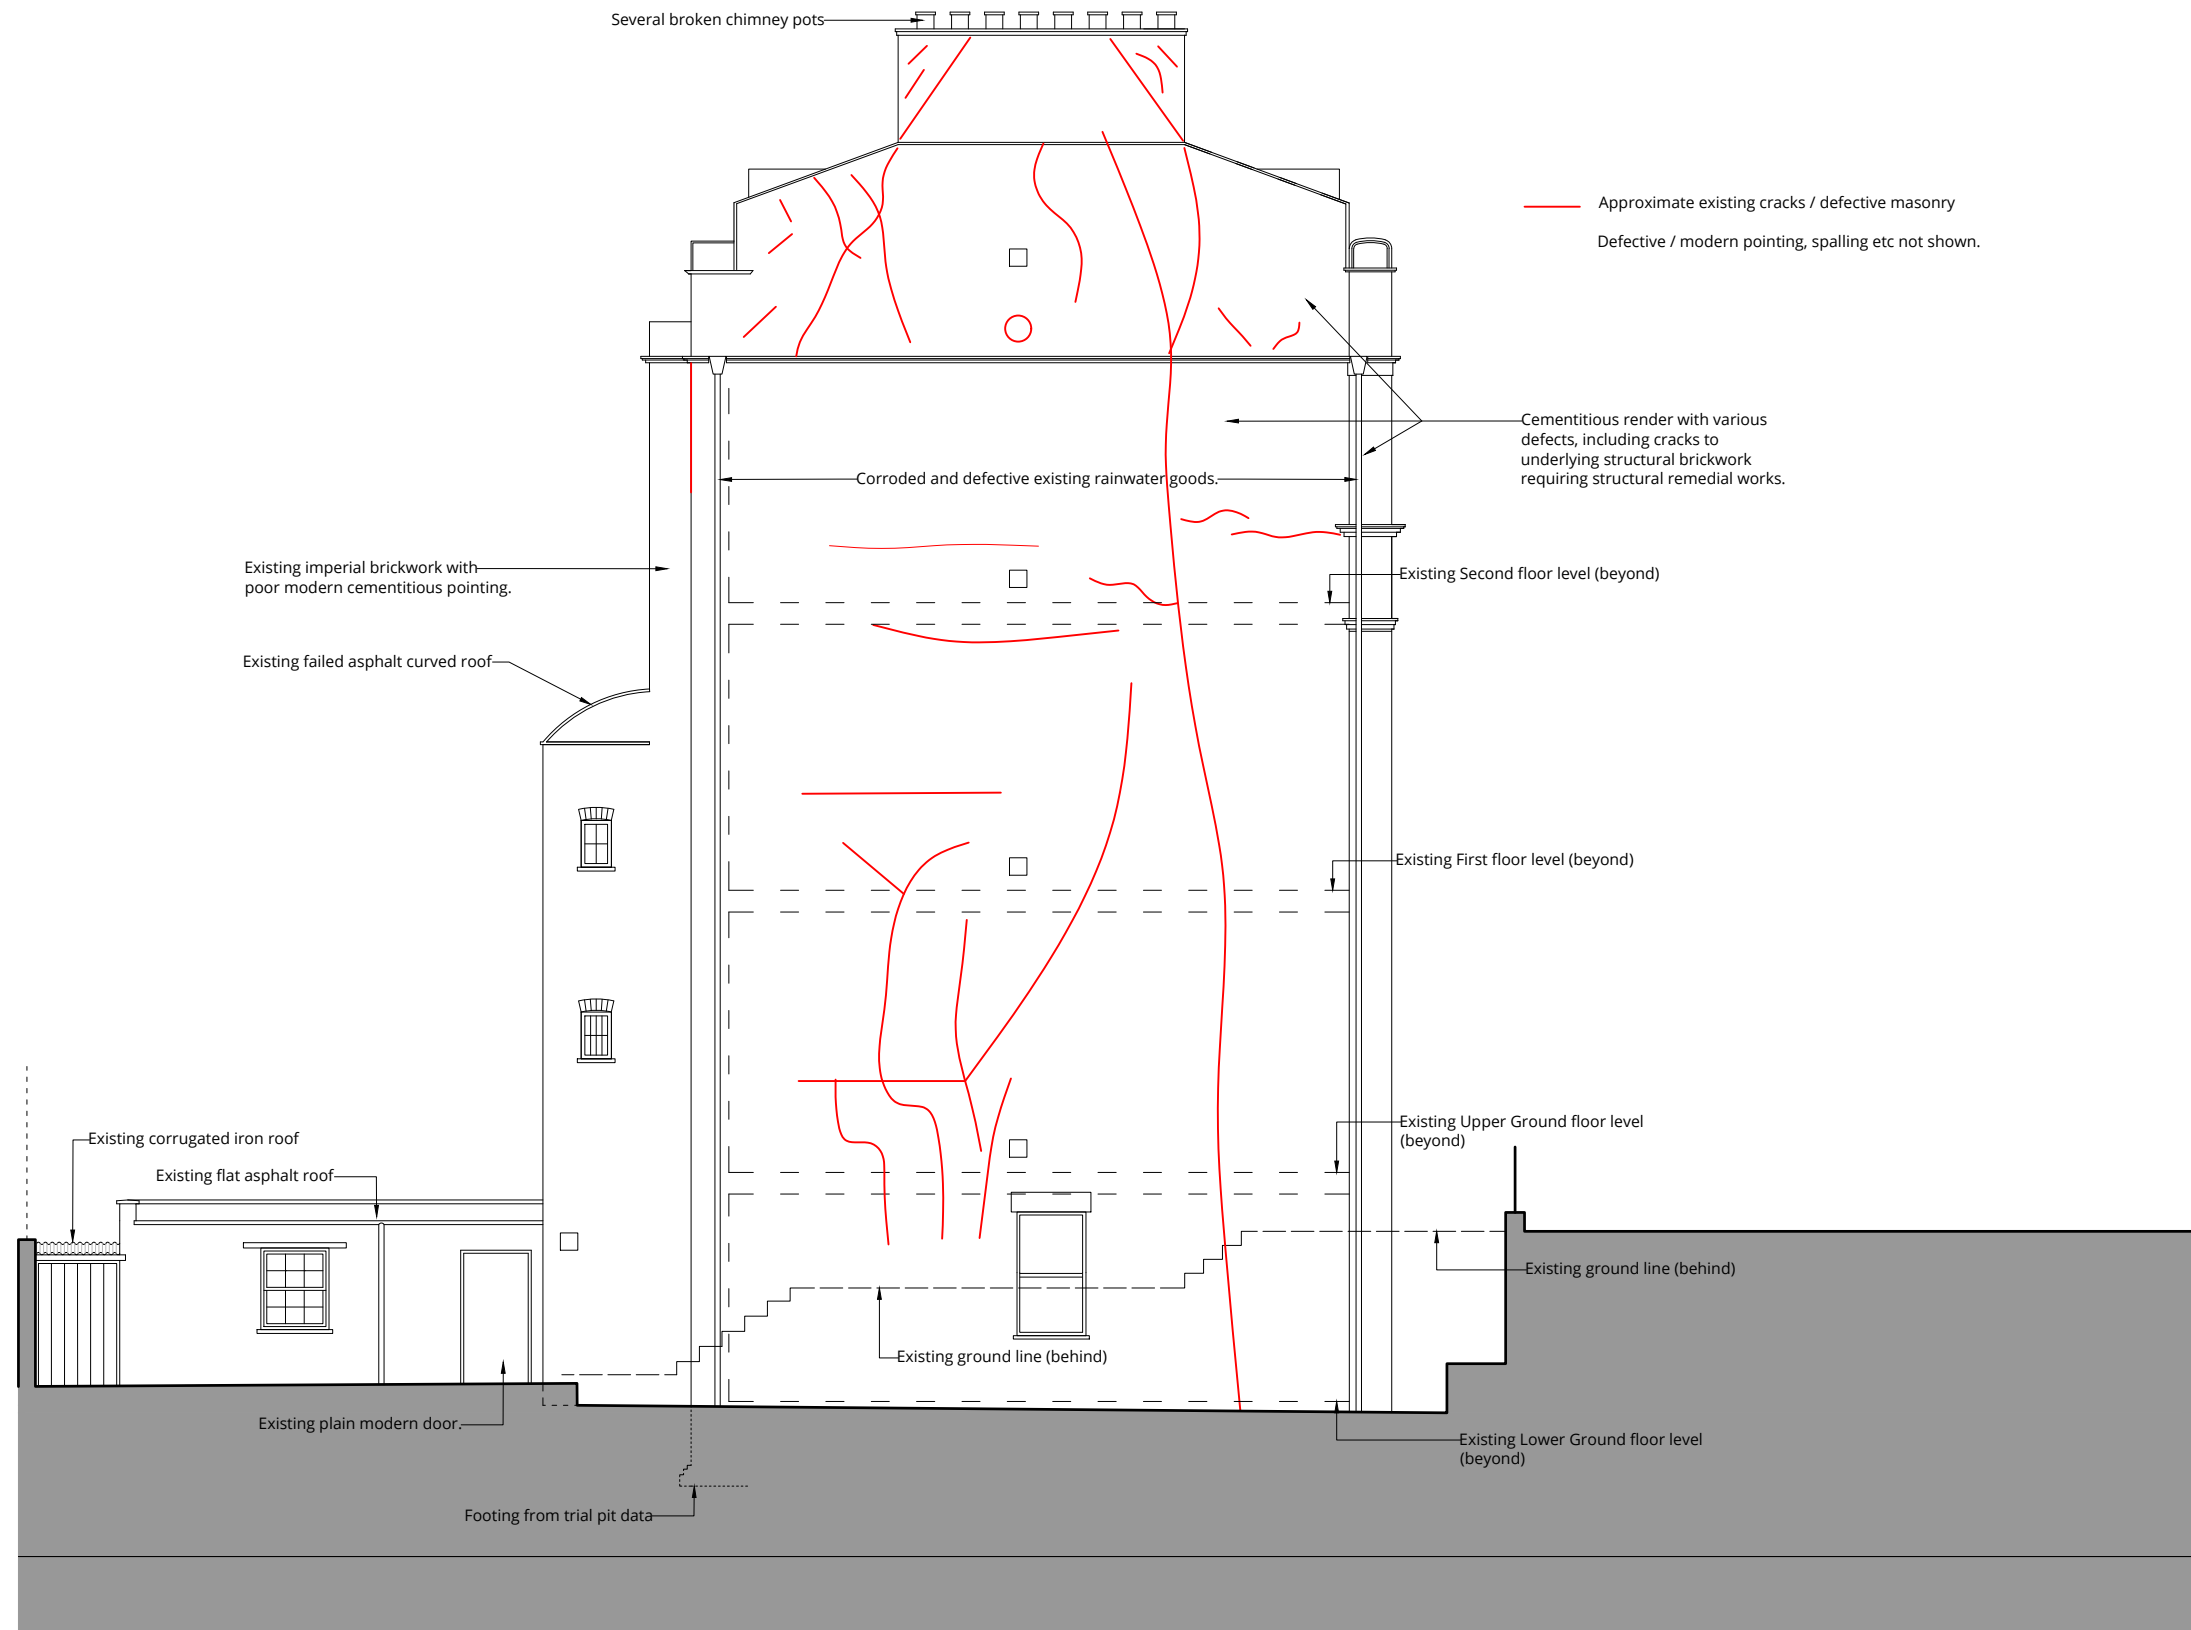 Several broken chimney pots
Approximate existing cracks / defective masonry
Defective / modern pointing, spalling etc not shown.
Cementitious render with various
defects, including cracks to
underlying structural brickwork
requiring structural remedial works.
Corroded and defective existing rainwater goods.
Existing imperial brickwork with
poor modern cementitious pointing.
Existing Second floor level (beyond)
Existing failed asphalt curved roof
Existing First floor level (beyond)
Existing Upper Ground floor level
(beyond)
Existing corrugated iron roof
Existing flat asphalt roof
Existing ground line (behind)
Existing ground line (behind)
Existing plain modern door.
Existing Lower Ground floor level
(beyond)
Footing from trial pit data